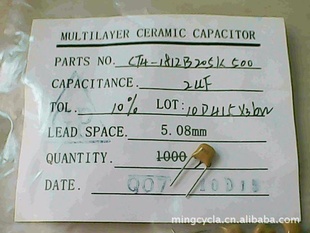 MULTILAYER CERAMIC CAPACITOR
PARTS NO. CT4-1812B205K500
CAPACITANCE. 2uF
TOL. 10% LOT:
LEAD SPACE. 5.08mm
QUANTITY. 1000
DATE.
mingcycla.cn.alibaba.com